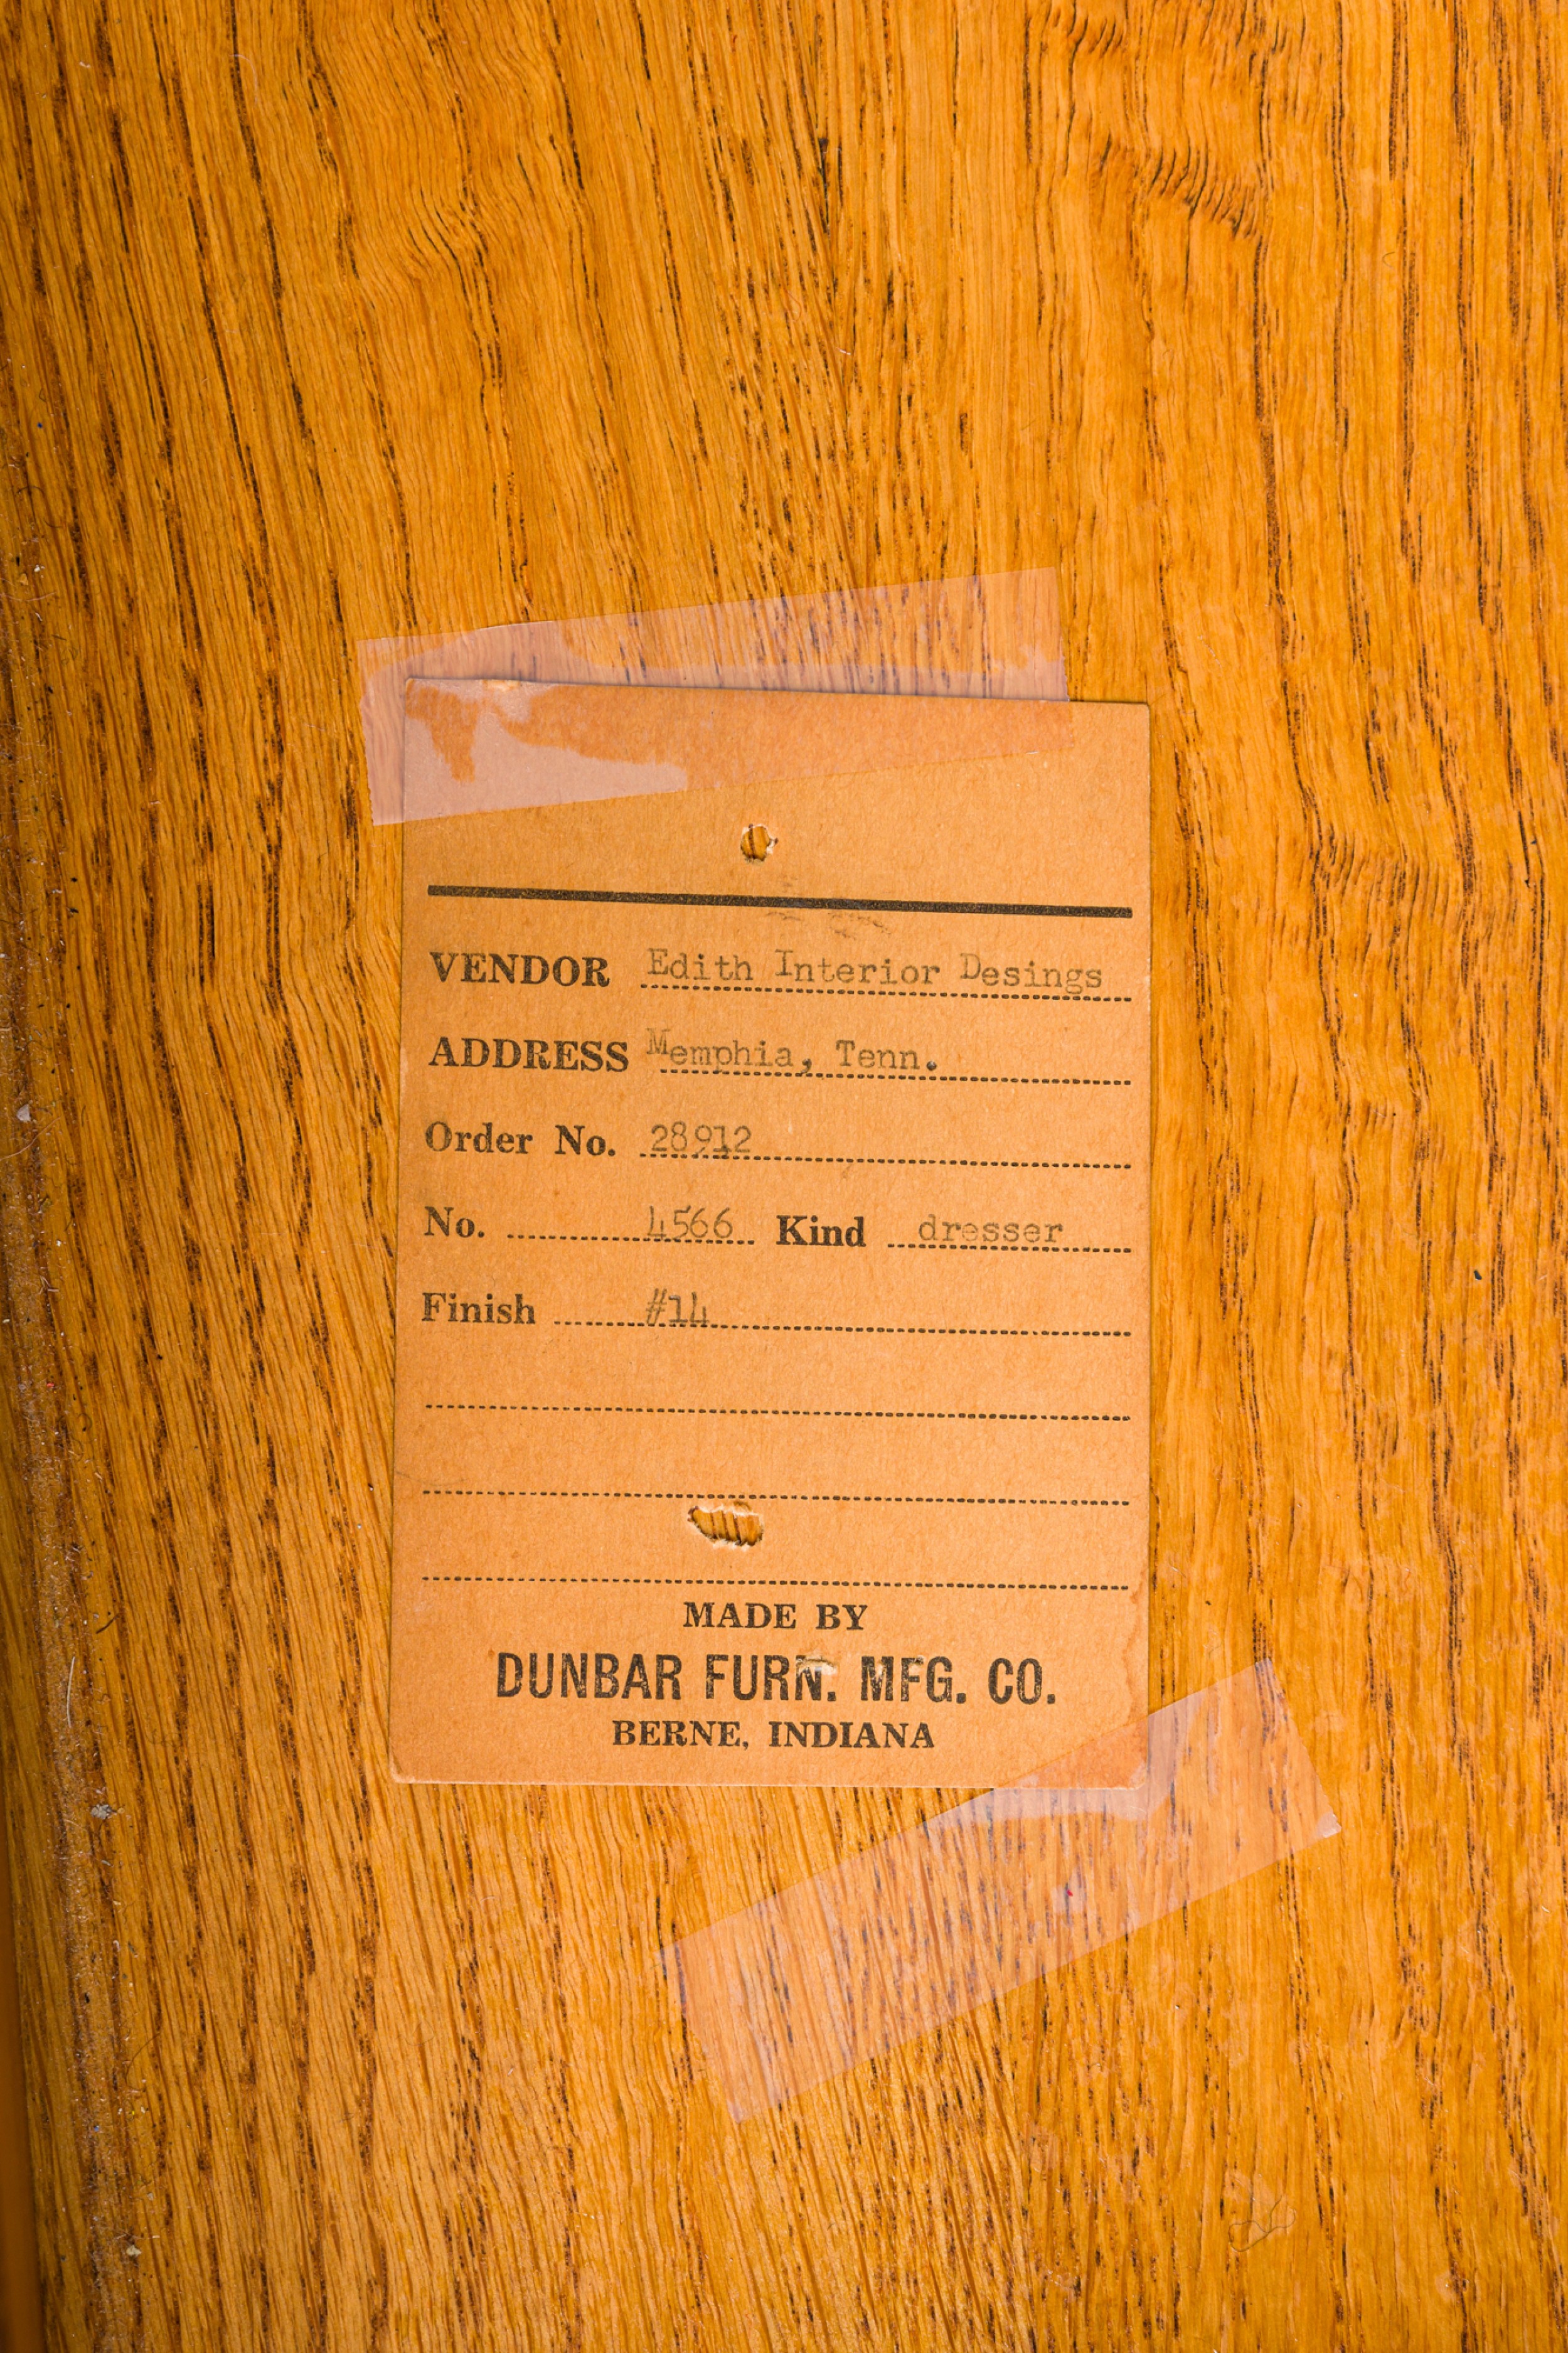 VENDOR Edith Interior Desings
ADDRESS Memphia, Tenn.
Order No. 28912
No. 4566 Kind dresser
Finish #14
MADE BY
DUNBAR FURN. MFG. CO.
BERNE, INDIANA